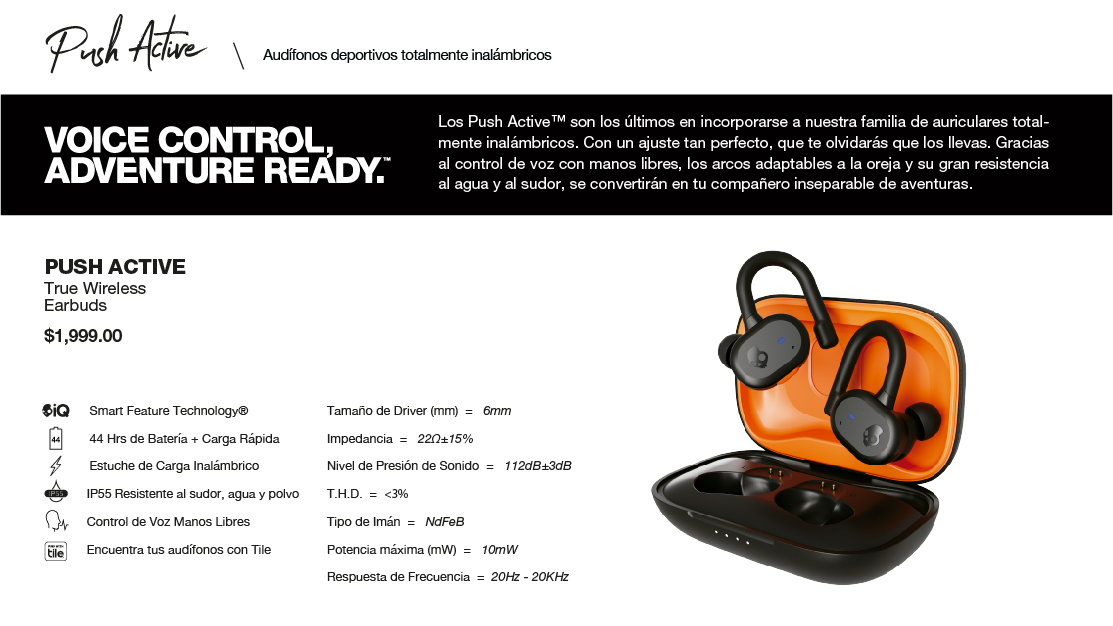 Push Active
\ Audífonos deportivos totalmente inalámbricos
VOICE CONTROL,
ADVENTURE READY.™
Los Push Active™ son los últimos en incorporarse a nuestra familia de auriculares total-
mente inalámbricos. Con un ajuste tan perfecto, que te olvidarás que los llevas. Gracias
al control de voz con manos libres, los arcos adaptables a la oreja y su gran resistencia
al agua y al sudor, se convertirán en tu compañero inseparable de aventuras.
PUSH ACTIVE
True Wireless
Earbuds
$1,999.00
iQ Smart Feature Technology®
44 44 Hrs de Batería + Carga Rápida
Estuche de Carga Inalámbrico
IP55 IP55 Resistente al sudor, agua y polvo
Control de Voz Manos Libres
tile Encuentra tus audífonos con Tile
Tamaño de Driver (mm) = 6mm
Impedancia = 22Ω±15%
Nivel de Presión de Sonido = 112dB±3dB
T.H.D. = <3%
Tipo de Imán = NdFeB
Potencia máxima (mW) = 10mW
Respuesta de Frecuencia = 20Hz - 20KHz